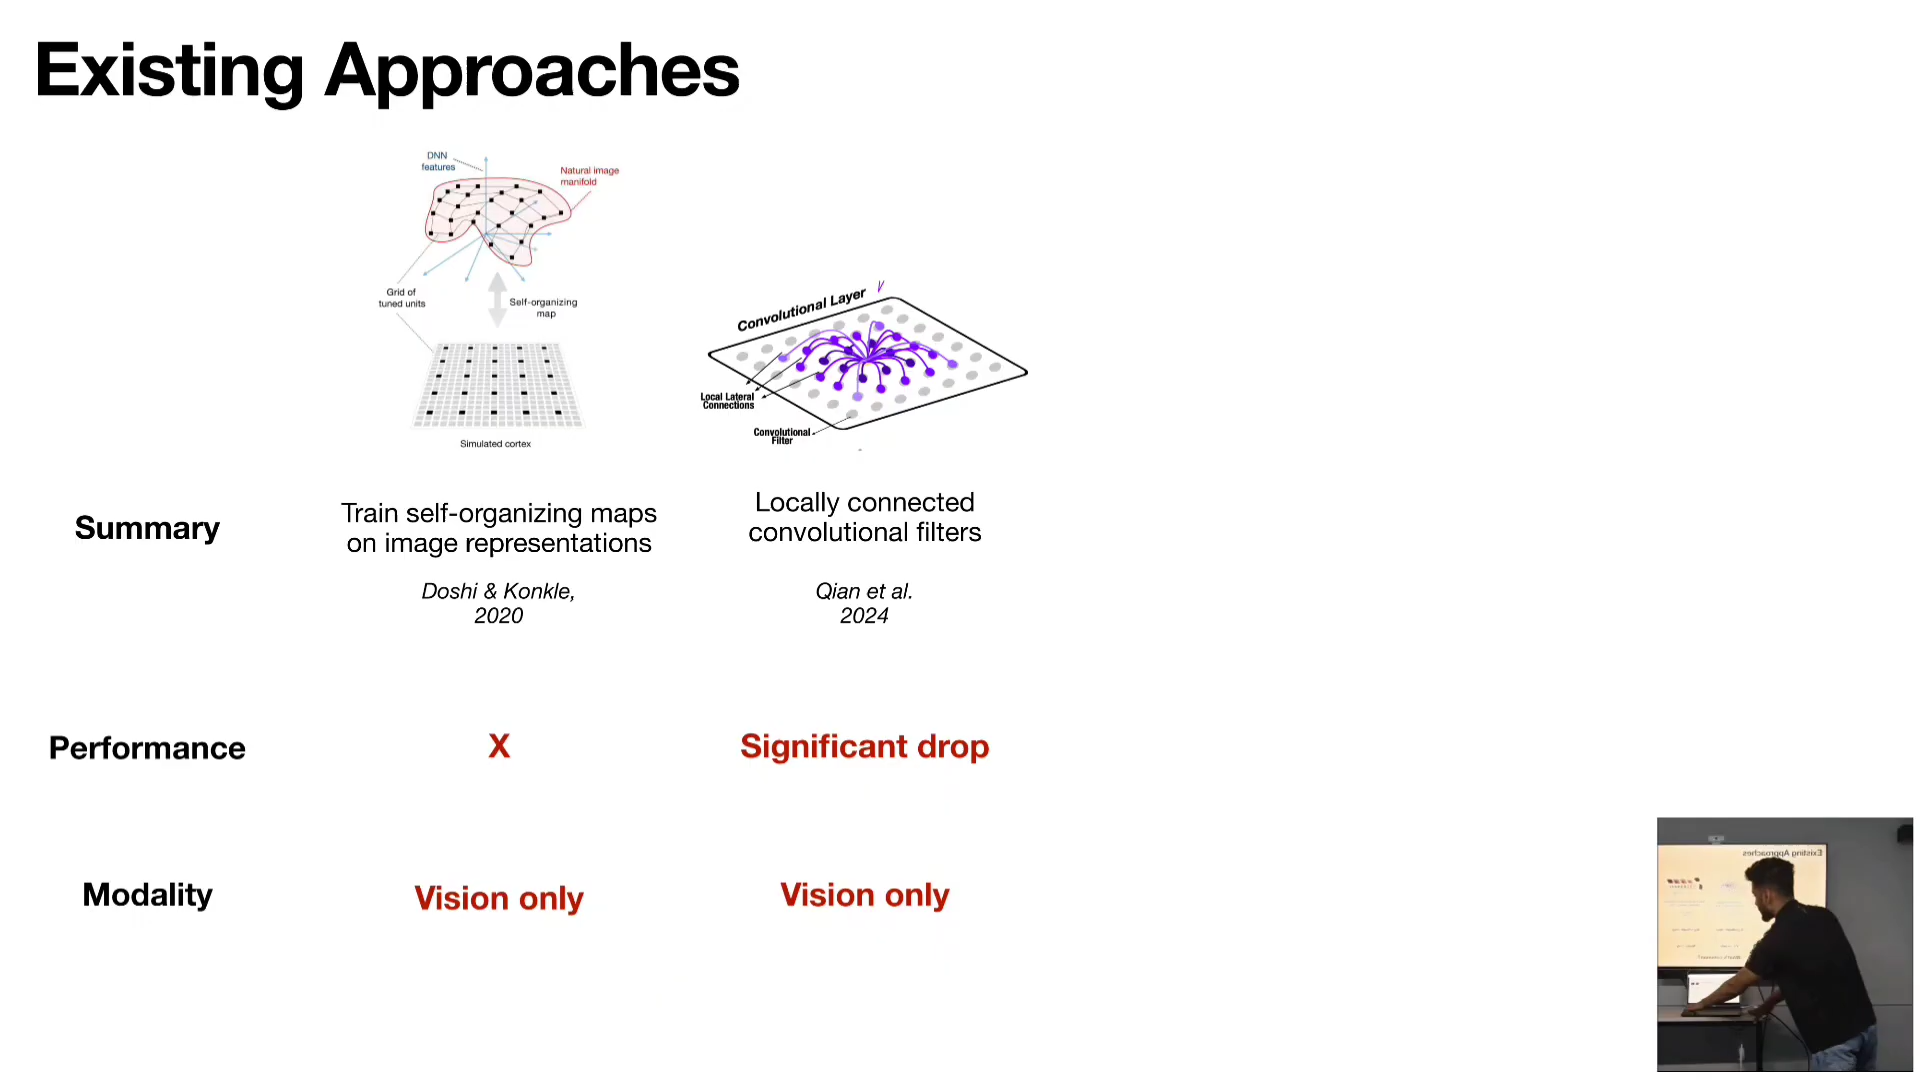 Existing Approaches
DNN
features
Natural image
manifold
Grid of
tuned units
Self-organizing
map
Simulated cortex
Convolutional Layer
Local Lateral
Connections
Convolutional
Filter
Summary
Train self-organizing maps
on image representations
Doshi & Konkle,
2020
Locally connected
convolutional filters
Qian et al.
2024
Performance
X
Significant drop
Modality
Vision only
Vision only
Existing Approaches